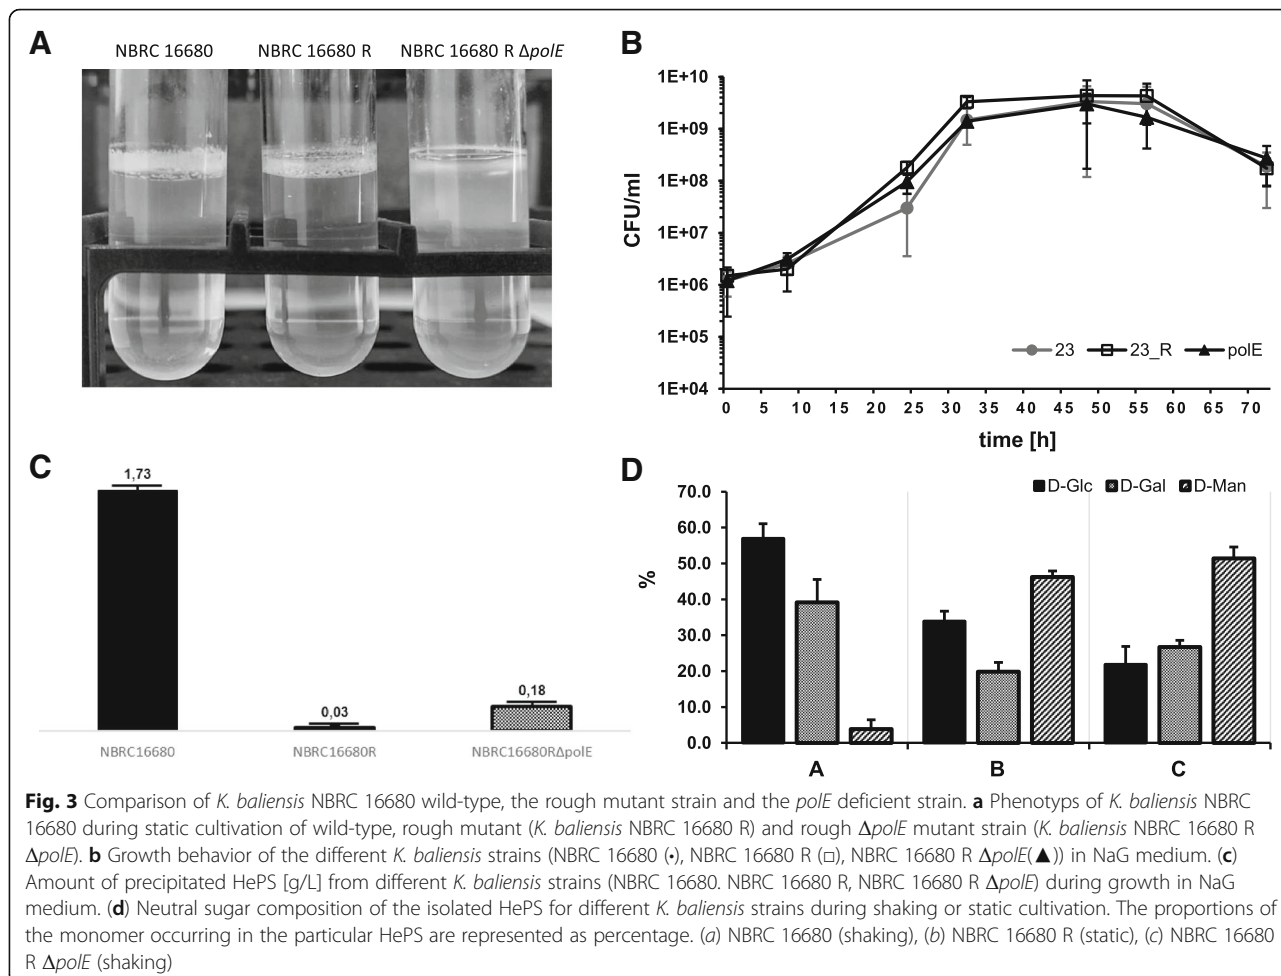 A
NBRC 16680 NBRC 16680 R NBRC 16680 R ΔpolE
B
1E+10
1E+09
1E+08
1E+07
1E+06
1E+05
1E+04
CFU/ml
23 23_R polE
0 5 10 15 20 25 30 35 40 45 50 55 60 65 70
time [h]
C
1,73
0,03
0,18
NBRC16680 NBRC16680R NBRC16680RΔpolE
D
D-Glc D-Gal D-Man
70.0
60.0
50.0
40.0
30.0
20.0
10.0
0.0
%
A B C
Fig. 3 Comparison of K. baliensis NBRC 16680 wild-type, the rough mutant strain and the polE deficient strain. a Phenotyps of K. baliensis NBRC
16680 during static cultivation of wild-type, rough mutant (K. baliensis NBRC 16680 R) and rough ΔpolE mutant strain (K. baliensis NBRC 16680 R
ΔpolE). b Growth behavior of the different K. baliensis strains (NBRC 16680 (•), NBRC 16680 R (□), NBRC 16680 R ΔpolE(▲)) in NaG medium. (c)
Amount of precipitated HePS [g/L] from different K. baliensis strains (NBRC 16680. NBRC 16680 R, NBRC 16680 R ΔpolE) during growth in NaG
medium. (d) Neutral sugar composition of the isolated HePS for different K. baliensis strains during shaking or static cultivation. The proportions of
the monomer occurring in the particular HePS are represented as percentage. (a) NBRC 16680 (shaking), (b) NBRC 16680 R (static), (c) NBRC 16680
R ΔpolE (shaking)